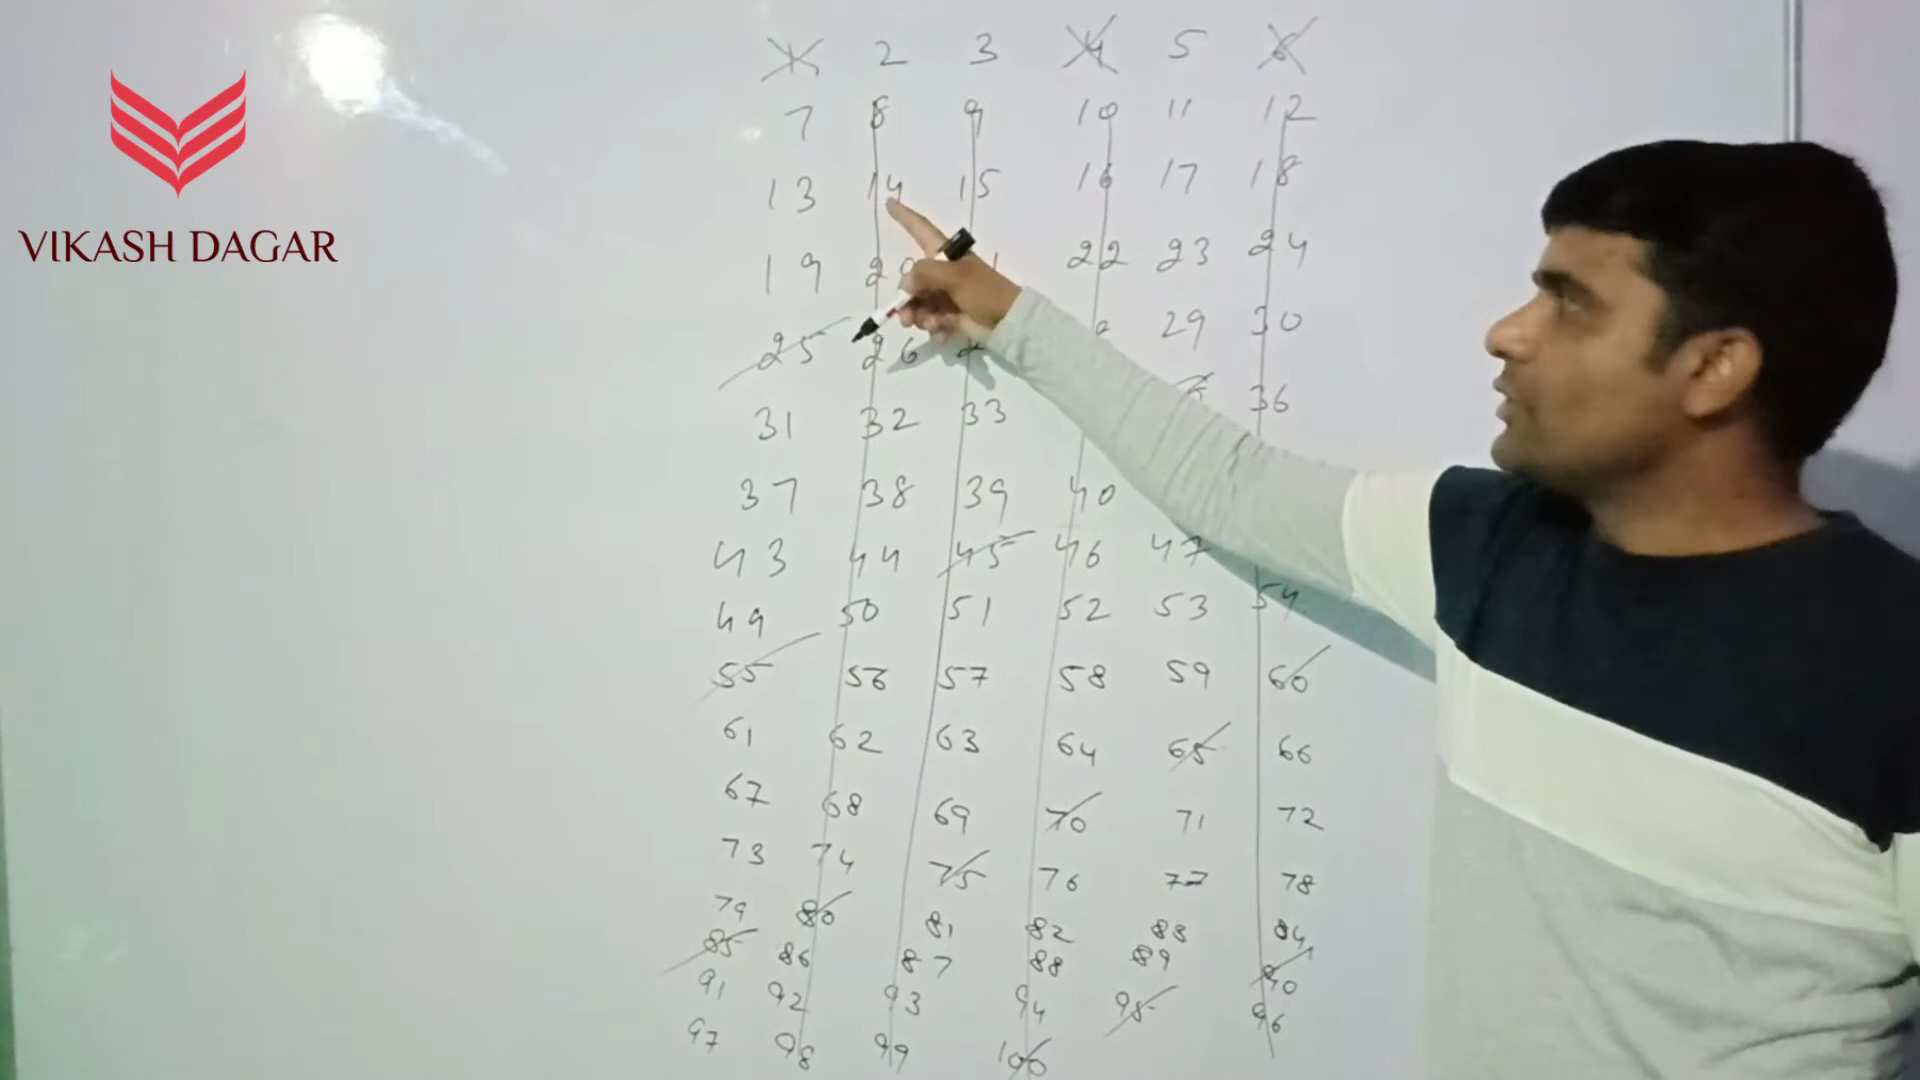 VIKASH DAGAR
1 2 3 4 5 6
7 8 9 10 11 12
13 14 15 16 17 18
19 20 22 23 24
25 26 29 30
31 32 33 36
37 38 39 40
43 44 45 46 47
49 50 51 52 53 54
55 56 57 58 59 60
61 62 63 64 65 66
67 68 69 70 71 72
73 74 75 76 77 78
79 80 81 82 83 84
85 86 87 88 89 90
91 92 93 94 95 96
97 98 99 100